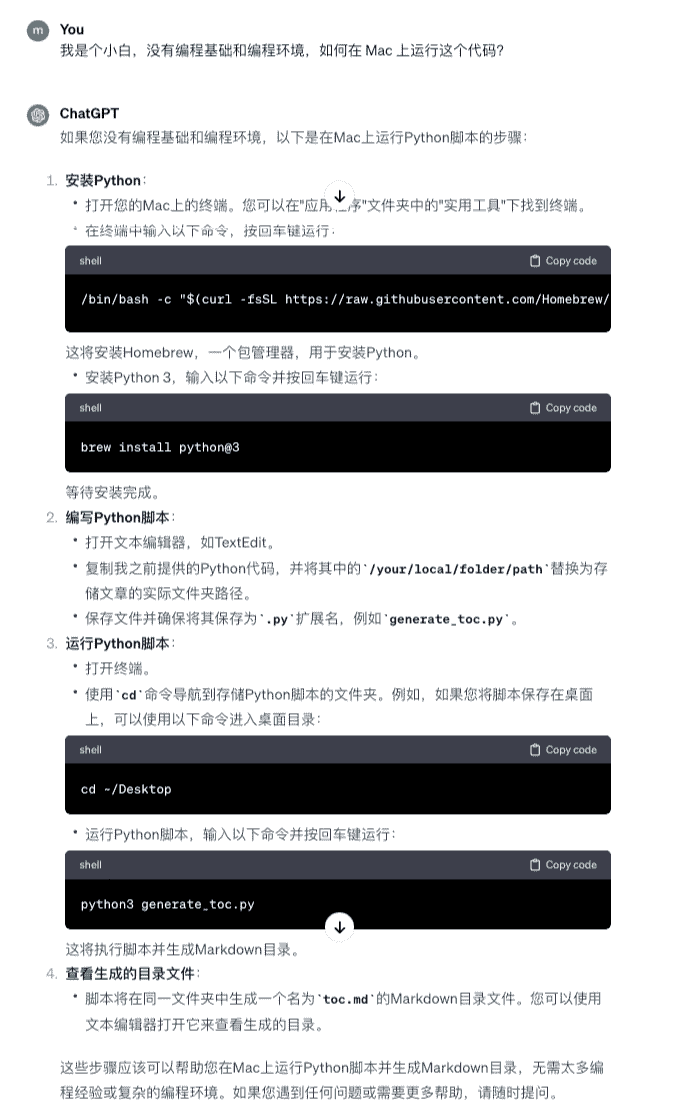 m
You
我是个小白，没有编程基础和编程环境，如何在 Mac 上运行这个代码？
ChatGPT
如果您没有编程基础和编程环境，以下是在Mac上运行Python脚本的步骤：
1. 安装Python：
• 打开您的Mac上的终端。您可以在"应用程序"文件夹中的"实用工具"下找到终端。
• 在终端中输入以下命令，按回车键运行：
shell Copy code
/bin/bash -c "$(curl -fsSL https://raw.githubusercontent.com/Homebrew/
这将安装Homebrew，一个包管理器，用于安装Python。
• 安装Python 3，输入以下命令并按回车键运行：
shell Copy code
brew install python@3
等待安装完成。
2. 编写Python脚本：
• 打开文本编辑器，如TextEdit。
• 复制我之前提供的Python代码，并将其中的`/your/local/folder/path`替换为存
储文章的实际文件夹路径。
• 保存文件并确保将其保存为`.py`扩展名，例如`generate_toc.py`。
3. 运行Python脚本：
• 打开终端。
• 使用`cd`命令导航到存储Python脚本的文件夹。例如，如果您将脚本保存在桌面
上，可以使用以下命令进入桌面目录：
shell Copy code
cd ~/Desktop
• 运行Python脚本，输入以下命令并按回车键运行：
shell Copy code
python3 generate_toc.py
这将执行脚本并生成Markdown目录。
4. 查看生成的目录文件：
• 脚本将在同一文件夹中生成一个名为`toc.md`的Markdown目录文件。您可以使用
文本编辑器打开它来查看生成的目录。
这些步骤应该可以帮助您在Mac上运行Python脚本并生成Markdown目录，无需太多编
程经验或复杂的编程环境。如果您遇到任何问题或需要更多帮助，请随时提问。